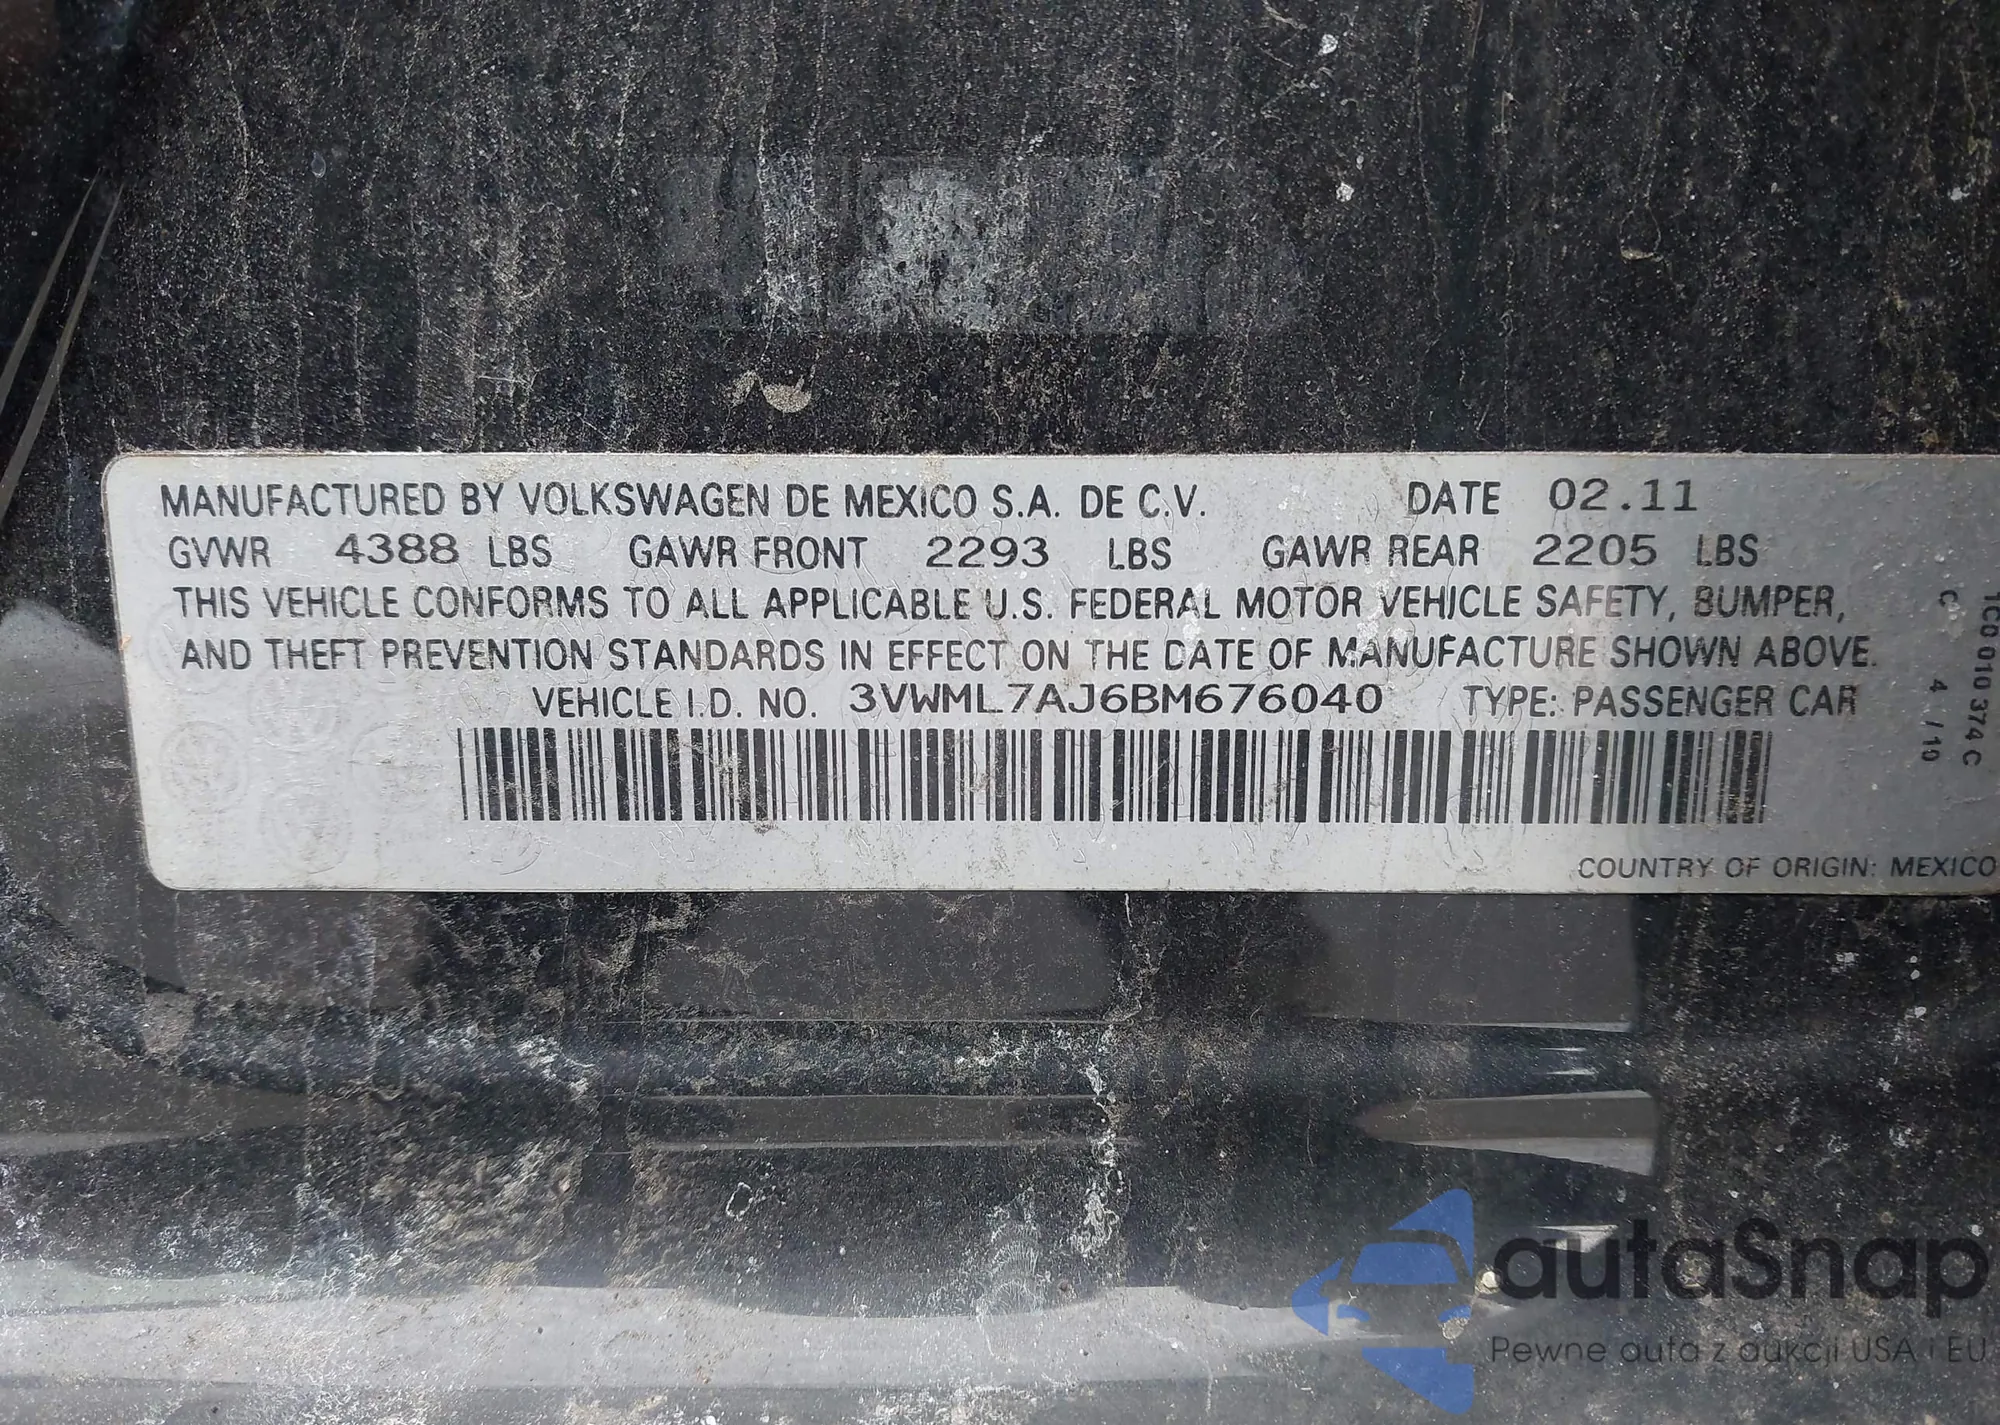 MANUFACTURED BY VOLKSWAGEN DE MEXICO S.A. DE C.V. DATE 02.11
GVWR 4388 LBS GAWR FRONT 2293 LBS GAWR REAR 2205 LBS
THIS VEHICLE CONFORMS TO ALL APPLICABLE U.S. FEDERAL MOTOR VEHICLE SAFETY, BUMPER,
AND THEFT PREVENTION STANDARDS IN EFFECT ON THE DATE OF MANUFACTURE SHOWN ABOVE.
VEHICLE I.D. NO. 3VWML7AJ6BM676040 TYPE: PASSENGER CAR
COUNTRY OF ORIGIN: MEXICO
TC0 010 374 C
C 4 / 10
autaSnap
Pewne auta z aukcji USA i EU